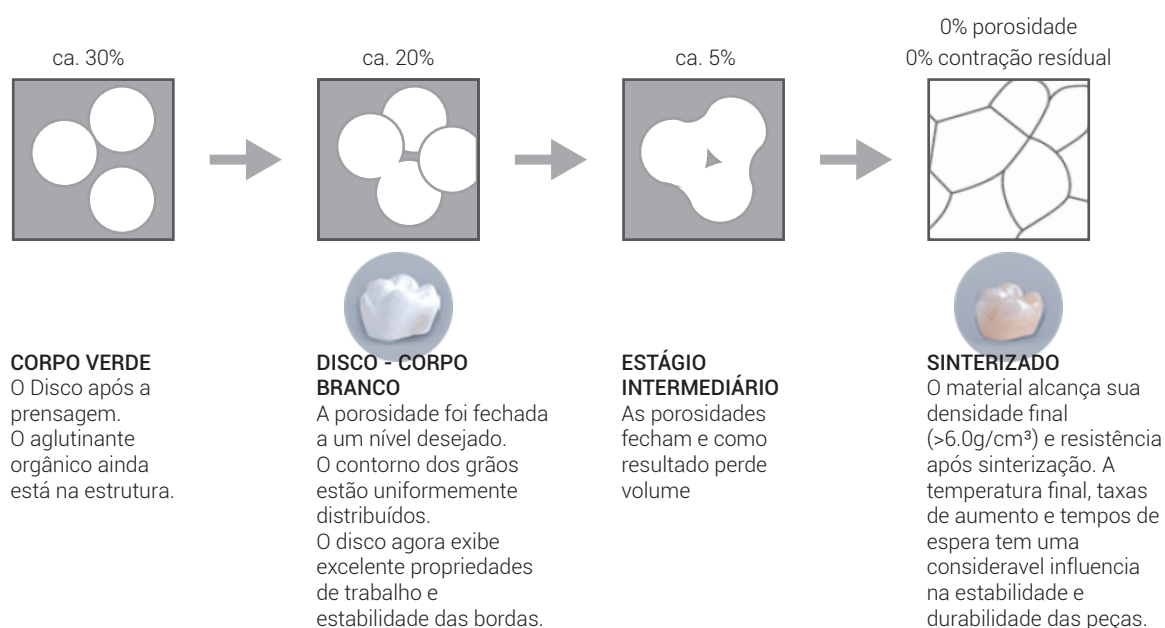 ca. 30%
ca. 20%
ca. 5%
0% porosidade
0% contração resídual
CORPO VERDE
O Disco após a
prensagem.
O aglutinante
orgânico ainda
está na estrutura.
DISCO - CORPO
BRANCO
A porosidade foi fechada
a um nível desejado.
O contorno dos grãos
estão uniformemente
distribuídos.
O disco agora exibe
excelente propriedades
de trabalho e
estabilidade das bordas.
ESTÁGIO
INTERMEDIÁRIO
As porosidades
fecham e como
resultado perde
volume
SINTERIZADO
O material alcança sua
densidade final
(>6.0g/cm³) e resistência
após sinterização. A
temperatura final, taxas
de aumento e tempos de
espera tem uma
consideravel influencia
na estabilidade e
durabilidade das peças.